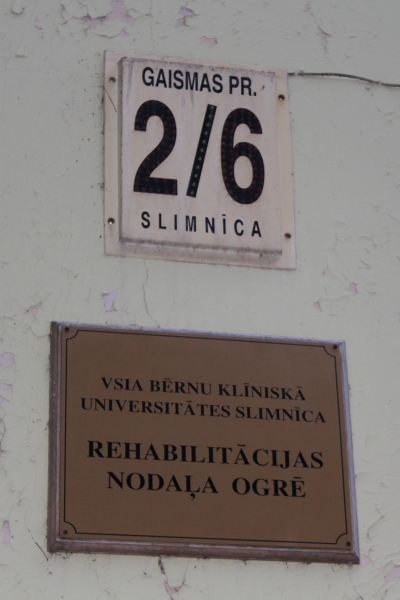 GAISMAS PR.
2/6
SLIMNĪCA
VSIA BĒRNU KLĪNISKĀ
UNIVERSITĀTES SLIMNĪCA
REHABILITĀCIJAS
NODAĻA OGRĒ